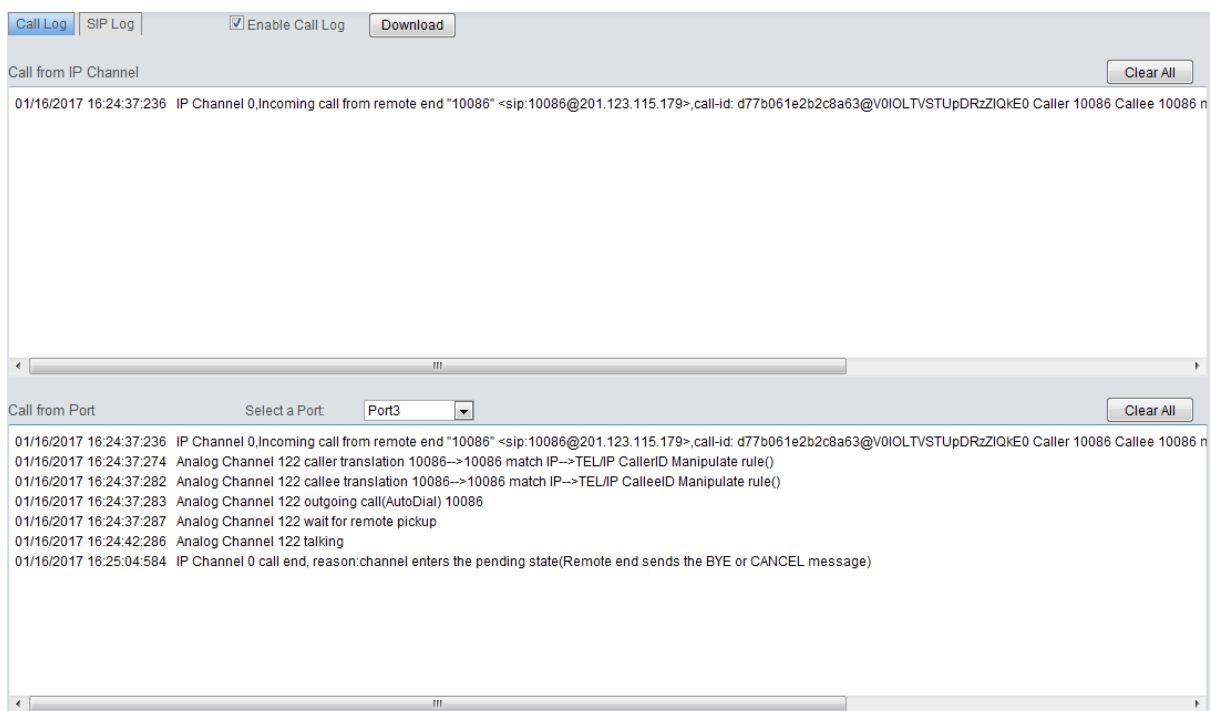 Call Log SIP Log Enable Call Log Download
Call from IP Channel Clear All
01/16/2017 16:24:37:236 IP Channel 0,Incoming call from remote end "10086" <sip:10086@201.123.115.179>,call-id: d77b061e2b2c8a63@V0lOLTVSTUpDRzZlQkE0 Caller 10086 Callee 10086
Call from Port Select a Port: Port3 Clear All
01/16/2017 16:24:37:236 IP Channel 0,Incoming call from remote end "10086" <sip:10086@201.123.115.179>,call-id: d77b061e2b2c8a63@V0lOLTVSTUpDRzZlQkE0 Caller 10086 Callee 10086
01/16/2017 16:24:37:274 Analog Channel 122 caller translation 10086-->10086 match IP-->TEL/IP CallerID Manipulate rule()
01/16/2017 16:24:37:282 Analog Channel 122 callee translation 10086-->10086 match IP-->TEL/IP CalleeID Manipulate rule()
01/16/2017 16:24:37:283 Analog Channel 122 outgoing call(AutoDial) 10086
01/16/2017 16:24:37:287 Analog Channel 122 wait for remote pickup
01/16/2017 16:24:42:286 Analog Channel 122 talking
01/16/2017 16:25:04:584 IP Channel 0 call end, reason:channel enters the pending state(Remote end sends the BYE or CANCEL message)